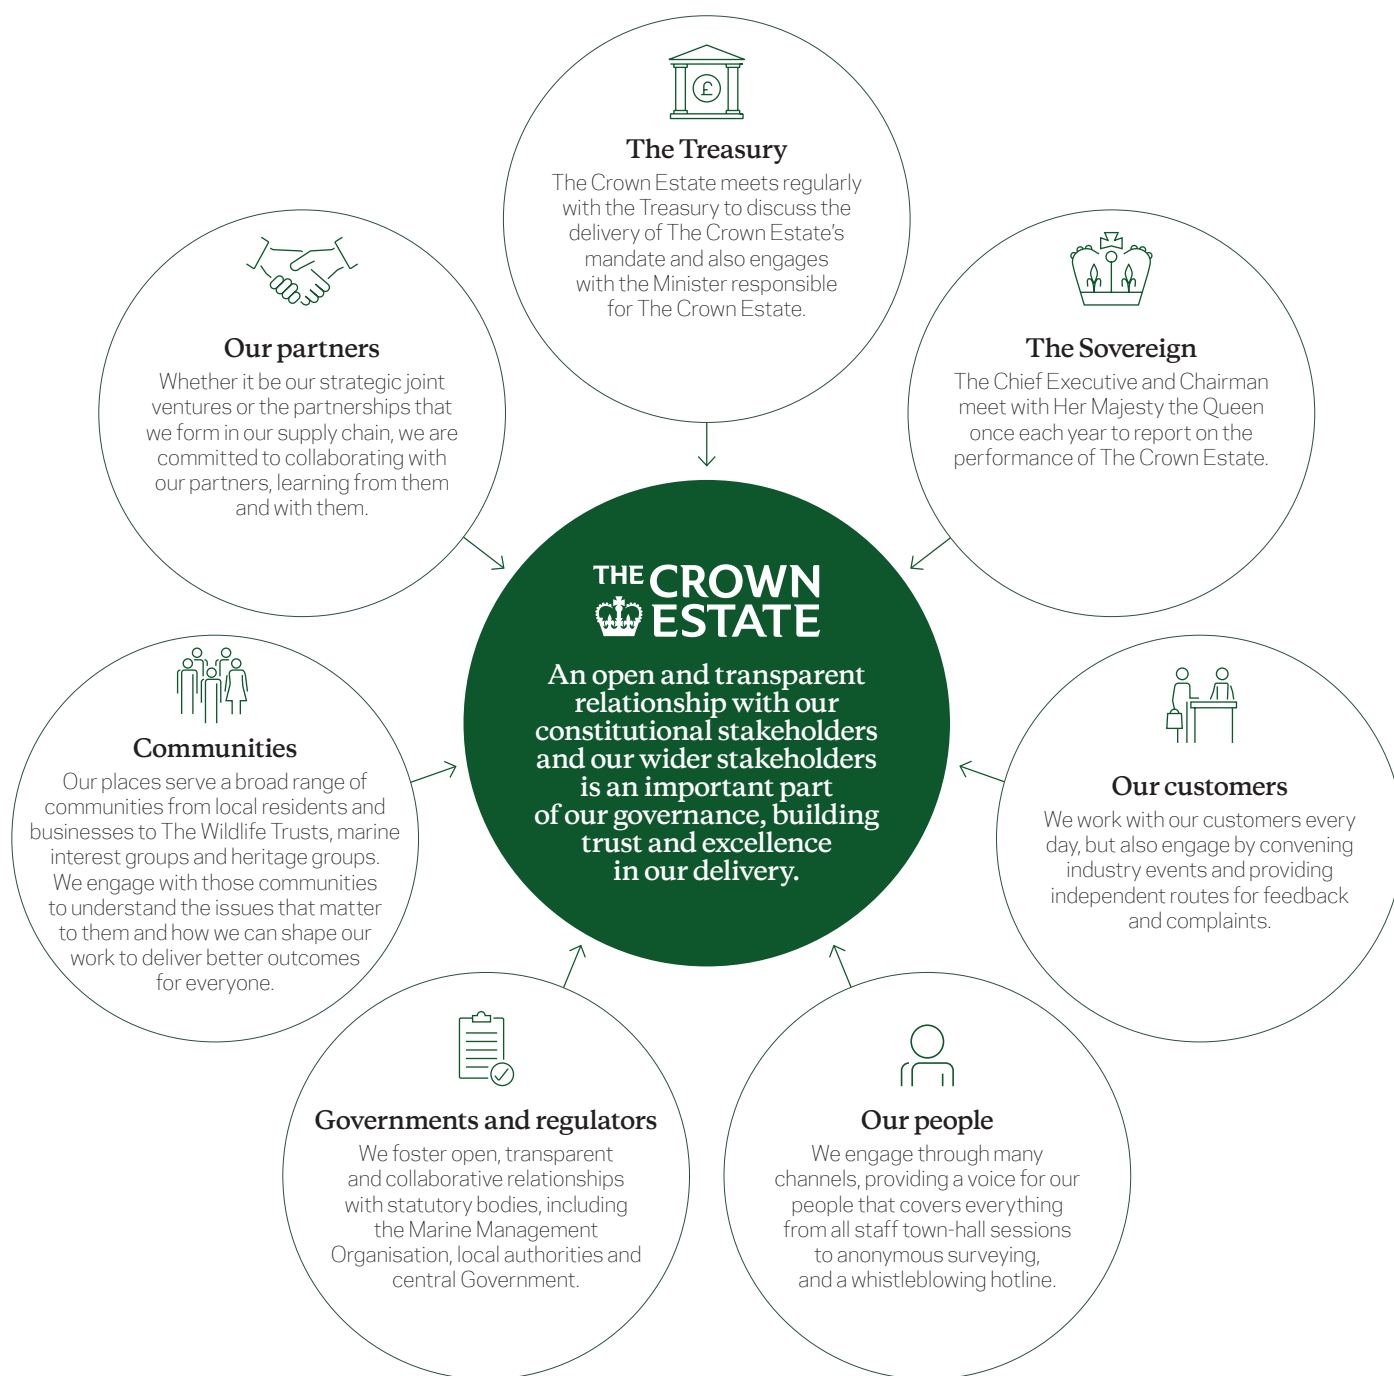 The Treasury
The Crown Estate meets regularly
with the Treasury to discuss the
delivery of The Crown Estate’s
mandate and also engages
with the Minister responsible
for The Crown Estate.
Our partners
Whether it be our strategic joint
ventures or the partnerships that
we form in our supply chain, we are
committed to collaborating with
our partners, learning from them
and with them.
The Sovereign
The Chief Executive and Chairman
meet with Her Majesty the Queen
once each year to report on the
performance of The Crown Estate.
THE CROWN
ESTATE
An open and transparent
relationship with our
constitutional stakeholders
and our wider stakeholders
is an important part
of our governance, building
trust and excellence
in our delivery.
Communities
Our places serve a broad range of
communities from local residents and
businesses to The Wildlife Trusts, marine
interest groups and heritage groups.
We engage with those communities
to understand the issues that matter
to them and how we can shape our
work to deliver better outcomes
for everyone.
Our customers
We work with our customers every
day, but also engage by convening
industry events and providing
independent routes for feedback
and complaints.
Governments and regulators
We foster open, transparent
and collaborative relationships
with statutory bodies, including
the Marine Management
Organisation, local authorities and
central Government.
Our people
We engage through many
channels, providing a voice for our
people that covers everything
from all staff town-hall sessions
to anonymous surveying,
and a whistleblowing hotline.
£